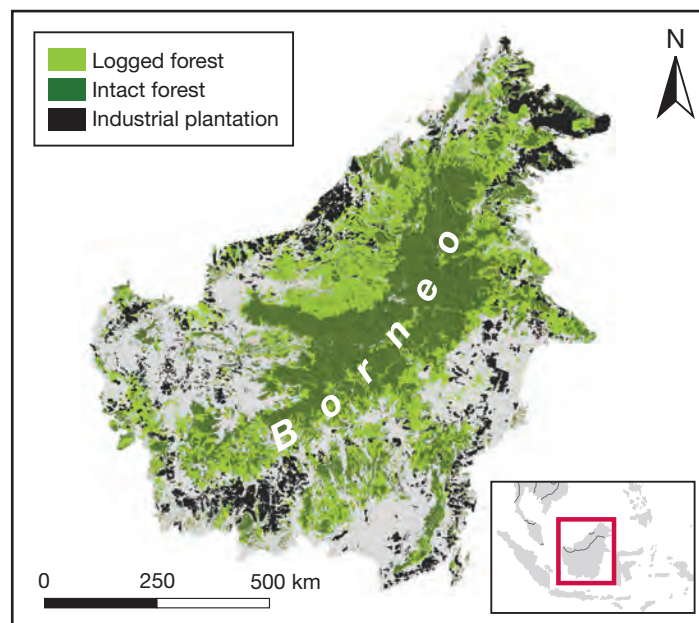 Logged forest
Intact forest
Industrial plantation
N
Borneo
0 250 500 km